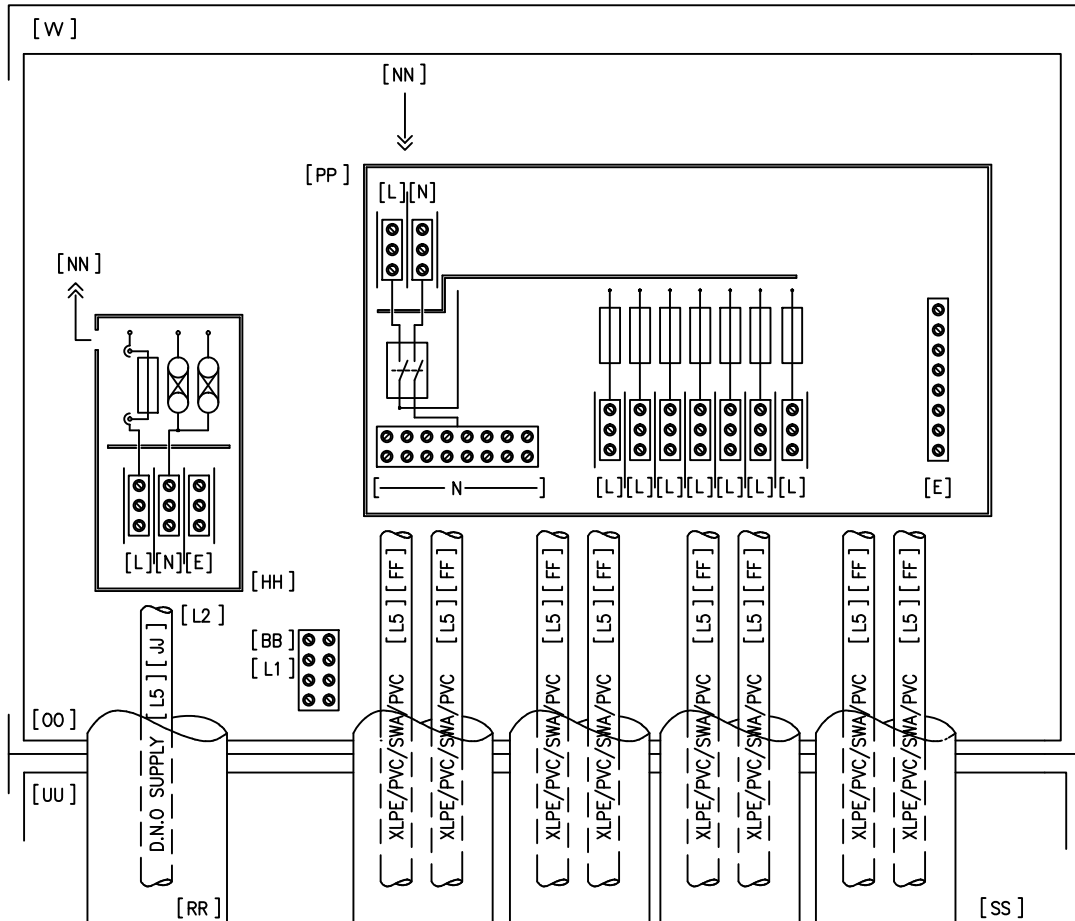 [VV]
[NN]
[PP]
[L] [N]
[NN]
[L] [N] [E]
[HH]
[L2]
[BB]
[L1]
[ N ]
[L] [L] [L] [L] [L] [L] [L]
[E]
D.N.O SUPPLY [L5] [JJ]
XLPE/PVC/SWA/PVC [L5] [FF]
XLPE/PVC/SWA/PVC [L5] [FF]
XLPE/PVC/SWA/PVC [L5] [FF]
XLPE/PVC/SWA/PVC [L5] [FF]
XLPE/PVC/SWA/PVC [L5] [FF]
XLPE/PVC/SWA/PVC [L5] [FF]
XLPE/PVC/SWA/PVC [L5] [FF]
XLPE/PVC/SWA/PVC [L5] [FF]
[OO]
[UU]
[RR]
[SS]